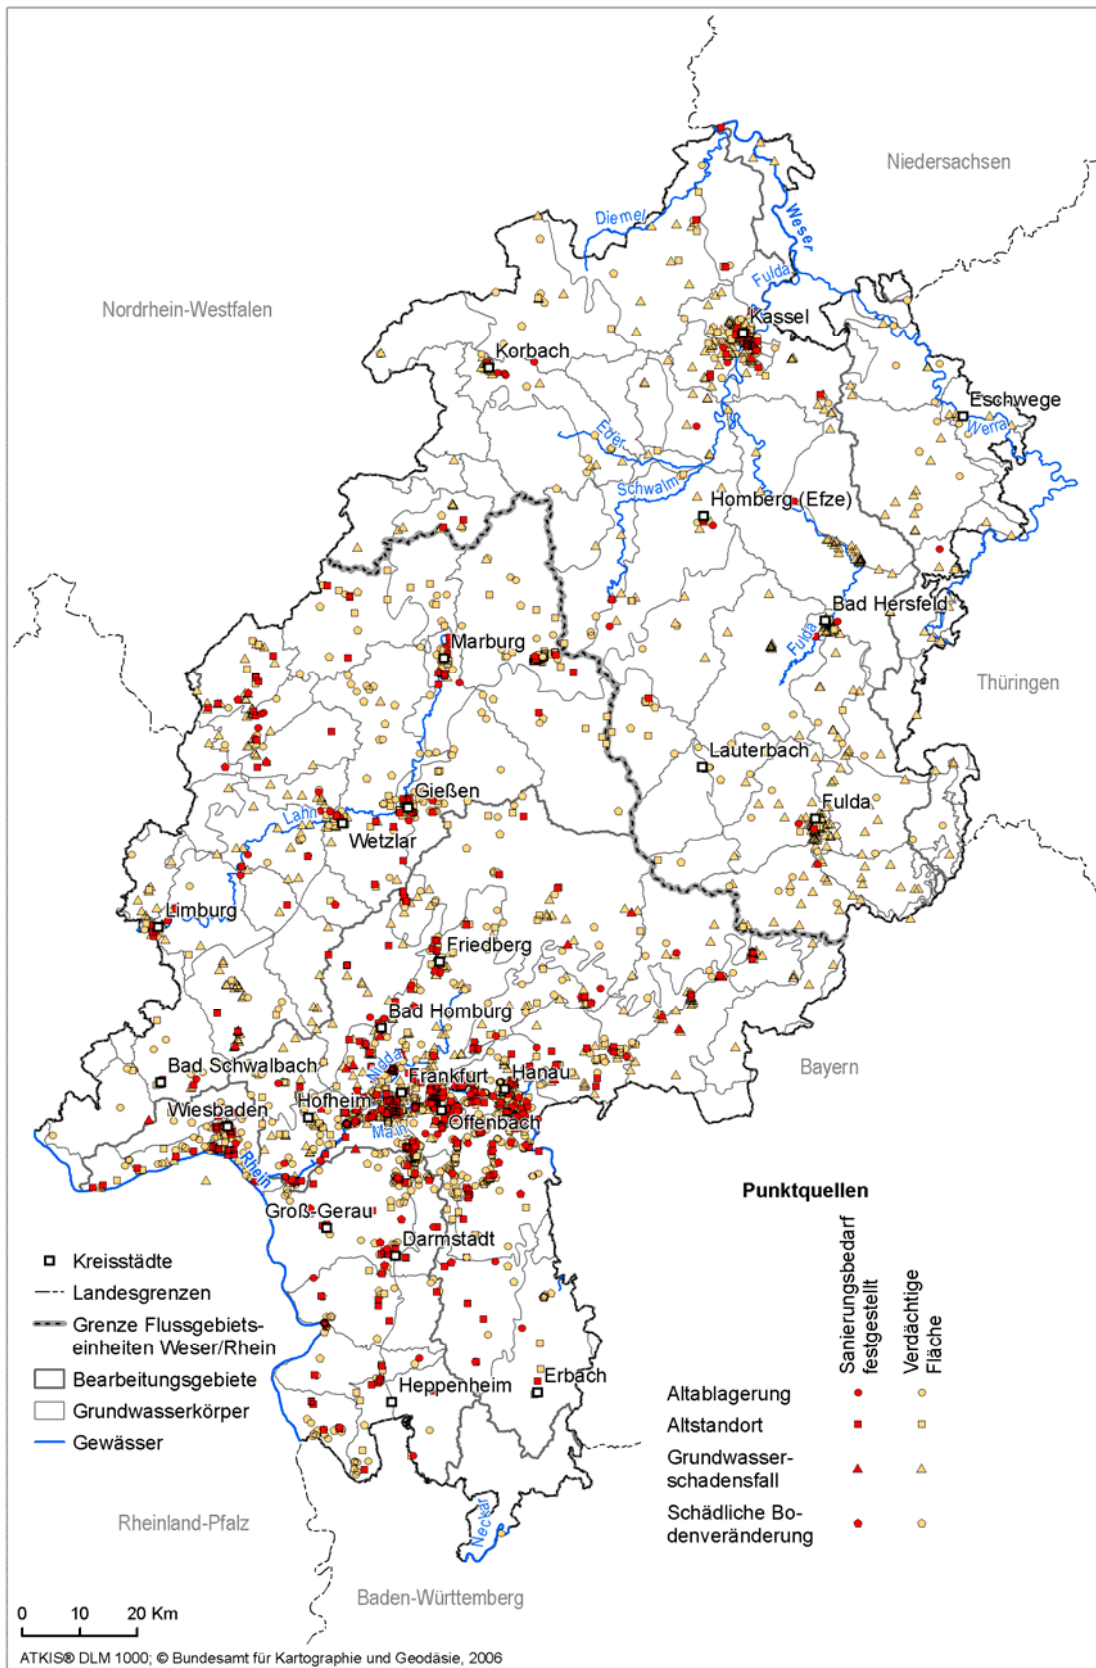 Niedersachsen
Diemel
Weser
Fulda
Nordrhein-Westfalen
Kassel
Korbach
Eschwege
Werra
Eder
Schwalm
Homberg (Efze)
Bad Hersfeld
Fulda
Marburg
Thüringen
Lauterbach
Gießen
Fulda
Lahn
Wetzlar
Limburg
Friedberg
Bad Homburg
Nidda
Bad Schwalbach
Frankfurt
Hanau
Bayern
Hofheim
Wiesbaden
Main
Offenbach
Rhein
Groß-Gerau
Darmstadt
Heppenheim
Erbach
Neckar
Rheinland-Pfalz
Baden-Württemberg
Kreisstädte
Landesgrenzen
Grenze Flussgebiets-
einheiten Weser/Rhein
Bearbeitungsgebiete
Grundwasserkörper
Gewässer
Punktquellen
Sanierungsbedarf
festgestellt
Verdächtige
Fläche
Altablagerung
Altstandort
Grundwasser-
schadensfall
Schädliche Bo-
denveränderung
0 10 20 Km
ATKIS® DLM 1000; © Bundesamt für Kartographie und Geodäsie, 2006